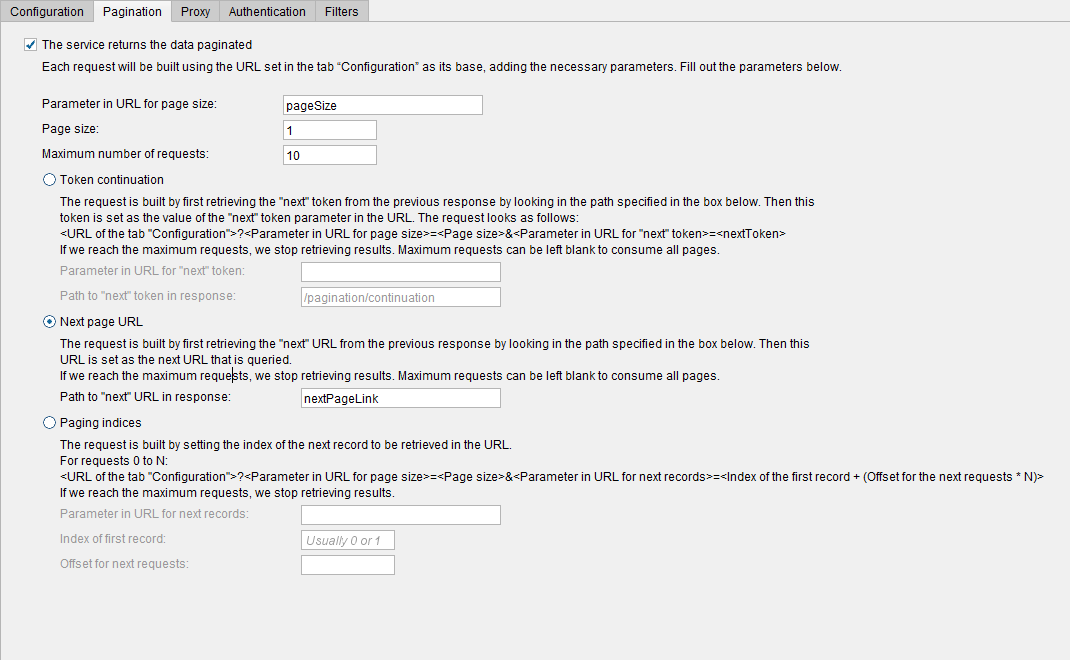 Configuration Pagination Proxy Authentication Filters
The service returns the data paginated
Each request will be built using the URL set in the tab “Configuration” as its base, adding the necessary parameters. Fill out the parameters below.
Parameter in URL for page size: pageSize
Page size: 1
Maximum number of requests: 10
Token continuation
The request is built by first retrieving the "next" token from the previous response by looking in the path specified in the box below. Then this
token is set as the value of the "next" token parameter in the URL. The request looks as follows:
<URL of the tab "Configuration">?<Parameter in URL for page size>=<Page size>&<Parameter in URL for "next" token>=<nextToken>
If we reach the maximum requests, we stop retrieving results. Maximum requests can be left blank to consume all pages.
Parameter in URL for "next" token:
Path to "next" token in response: /pagination/continuation
Next page URL
The request is built by first retrieving the "next" URL from the previous response by looking in the path specified in the box below. Then this
URL is set as the next URL that is queried.
If we reach the maximum requests, we stop retrieving results. Maximum requests can be left blank to consume all pages.
Path to "next" URL in response: nextPageLink
Paging indices
The request is built by setting the index of the next record to be retrieved in the URL.
For requests 0 to N:
<URL of the tab "Configuration">?<Parameter in URL for page size>=<Page size>&<Parameter in URL for next records>=<Index of the first record + (Offset for the next requests * N)>
If we reach the maximum requests, we stop retrieving results.
Parameter in URL for next records:
Index of first record: Usually 0 or 1
Offset for next requests: